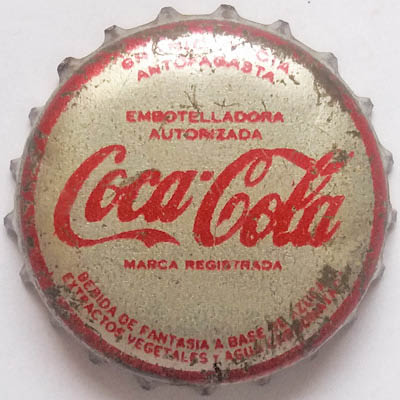 ANTOFAGASTA
EMBOTELLADORA
AUTORIZADA
Coca-Cola
MARCA REGISTRADA
BEBIDA DE FANTASIA A BASE DE
EXTRACTOS VEGETALES Y AGUA